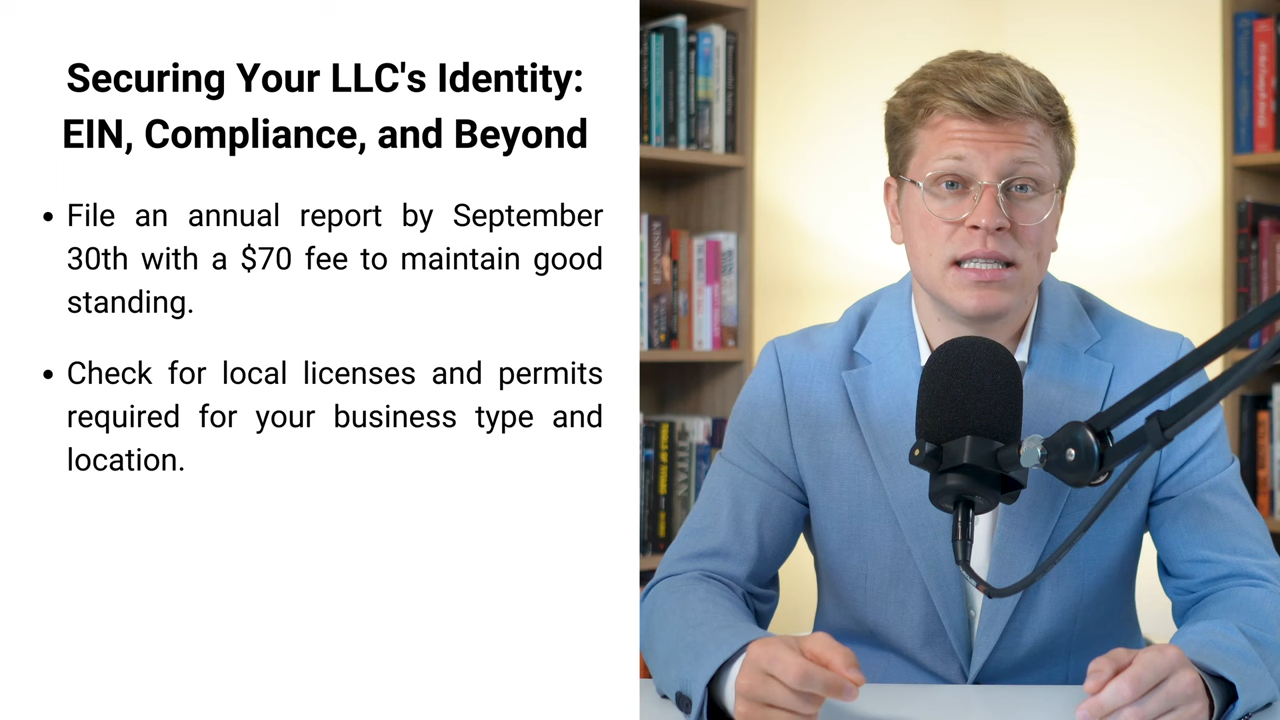 Securing Your LLC's Identity:
EIN, Compliance, and Beyond
• File an annual report by September
30th with a $70 fee to maintain good
standing.
• Check for local licenses and permits
required for your business type and
location.
TITAN